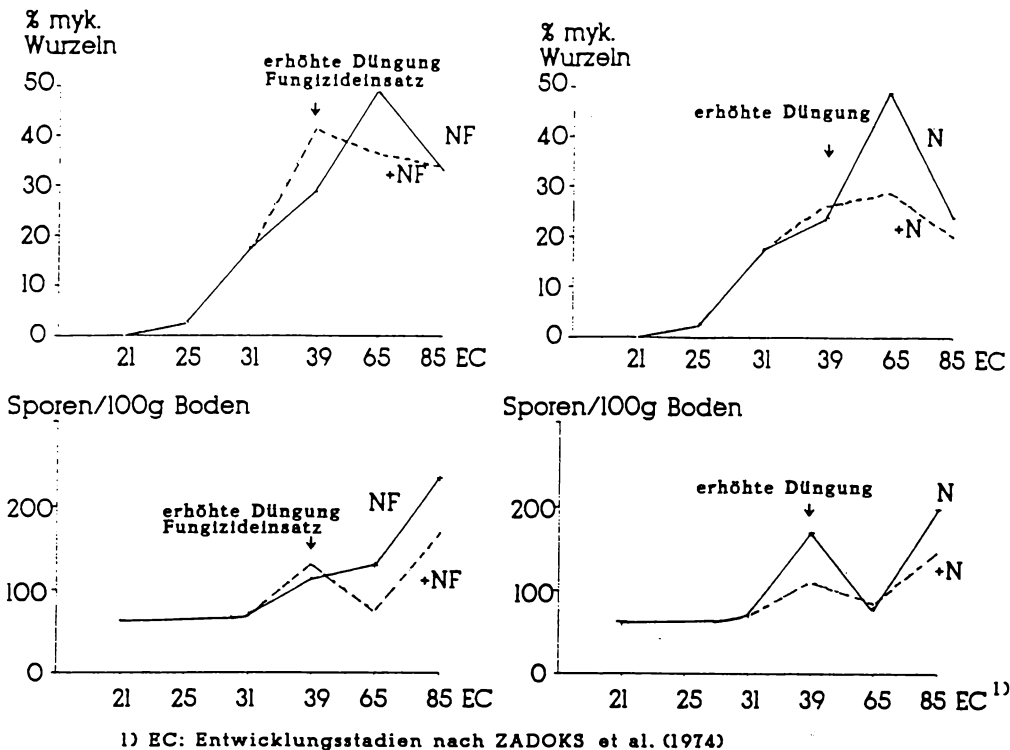 % myk.
Wurzeln
erhöhte Düngung
Fungizideinsatz
50
40
30
20
10
0
NF
+NF
21 25 31 39 65 85 EC
% myk.
Wurzeln
erhöhte Düngung
50
40
30
20
10
0
N
+N
21 25 31 39 65 85 EC
Sporen/100g Boden
200
100
0
erhöhte Düngung
Fungizideinsatz
NF
+NF
21 25 31 39 65 85 EC
Sporen/100g Boden
200
100
0
erhöhte Düngung
N
+N
21 25 31 39 65 85 EC 1)
1) EC: Entwicklungsstadien nach ZADOKS et al. (1974)